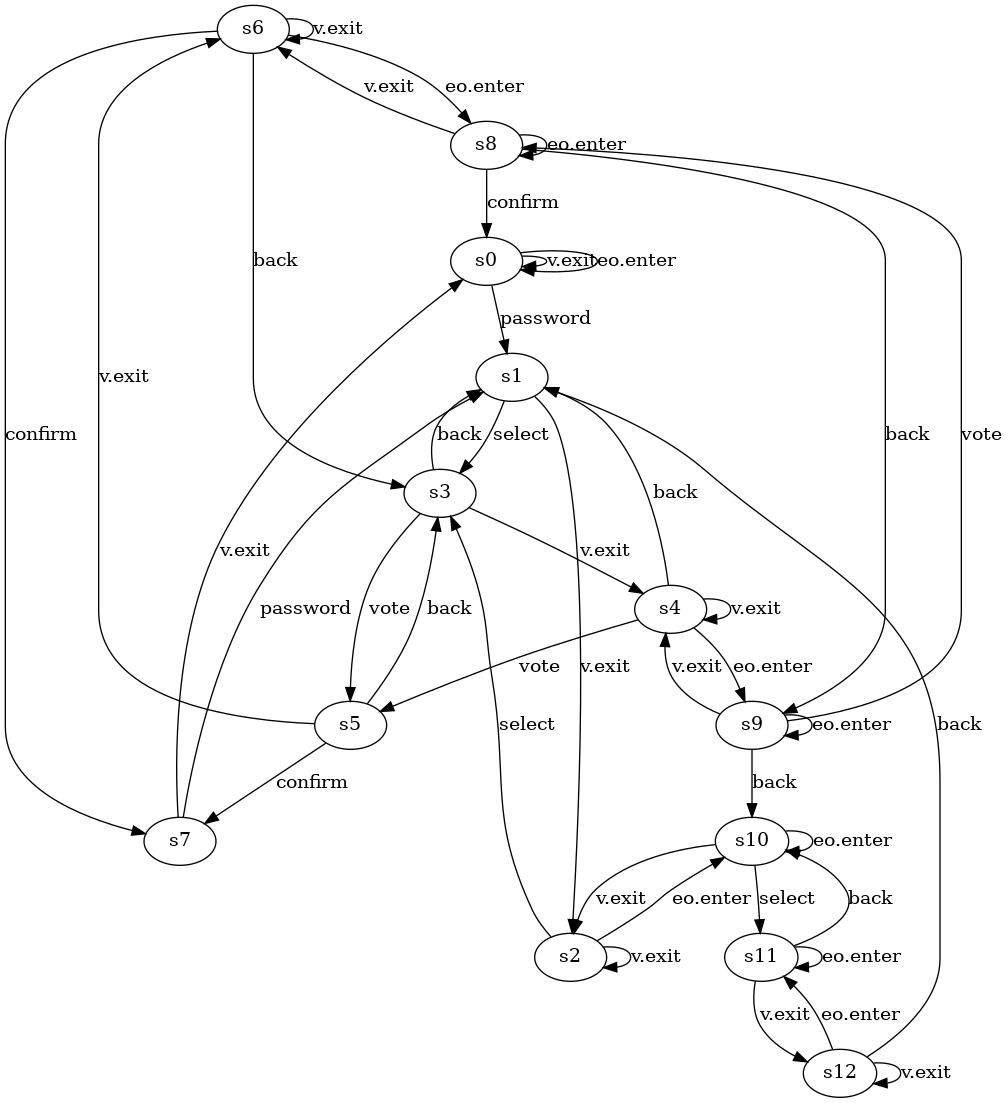 s6
v.exit
v.exit
eo.enter
s8
eo.enter
confirm
back
s0
v.exit
eo.enter
password
v.exit
s1
confirm
back
select
back
vote
s3
back
v.exit
v.exit
password
vote
back
s4
v.exit
vote
v.exit
v.exit
eo.enter
s5
select
s9
eo.enter
back
confirm
back
s7
s10
eo.enter
v.exit
eo.enter
select
back
s2
v.exit
s11
eo.enter
v.exit
eo.enter
s12
v.exit